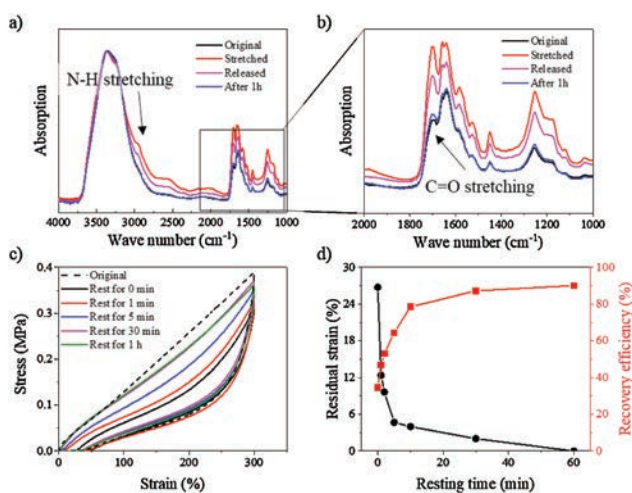 a)
Original
Stretched
Released
After 1h
N-H stretching
Absorption
4000 3500 3000 2500 2000 1500 1000
Wave number (cm⁻¹)
b)
Original
Stretched
Released
After 1h
C=O stretching
Absorption
2000 1800 1600 1400 1200 1000
Wave number (cm⁻¹)
c)
Original
Rest for 0 min
Rest for 1 min
Rest for 5 min
Rest for 30 min
Rest for 1 h
Stress (MPa)
0.4
0.3
0.2
0.1
0.0
0 100 200 300
Strain (%)
d)
Residual strain (%)
30
24
18
12
6
0
0 10 20 30 40 50 60
Resting time (min)
100
80
60
40
20
0
Recovery efficiency (%)